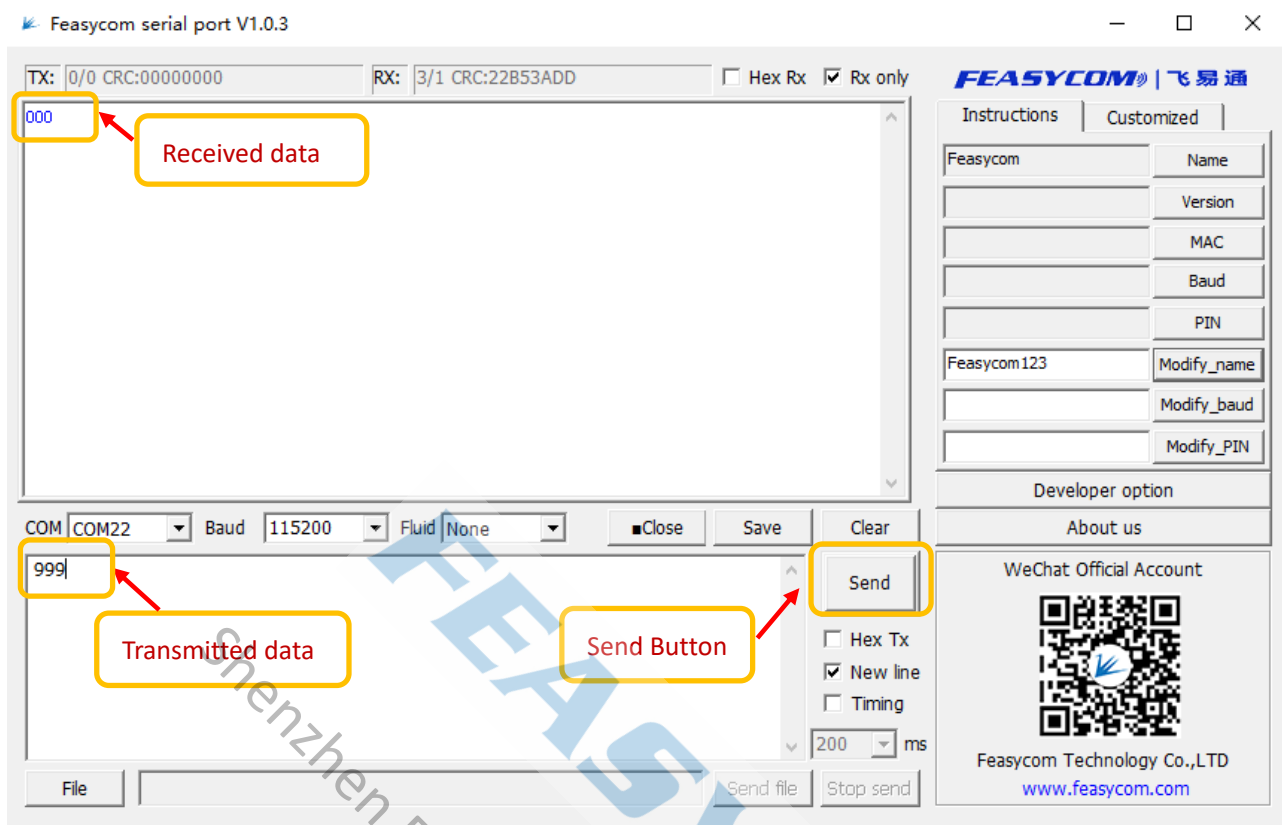 Feasycom serial port V1.0.3
TX: 0/0 CRC:00000000 RX: 3/1 CRC:22B53ADD Hex Rx Rx only
FEASYCOM | 飞易通
000
Received data
Instructions Customized
Feasycom Name
Version
MAC
Baud
PIN
Feasycom123 Modify_name
Modify_baud
Modify_PIN
Developer option
About us
COM COM22 Baud 115200 Fluid None Close Save Clear
999
Transmitted data
Send Button
Send
Hex Tx
New line
Timing
200 ms
File Send file Stop send
WeChat Official Account
Feasycom Technology Co.,LTD
www.feasycom.com
Shenzhen
FEASY